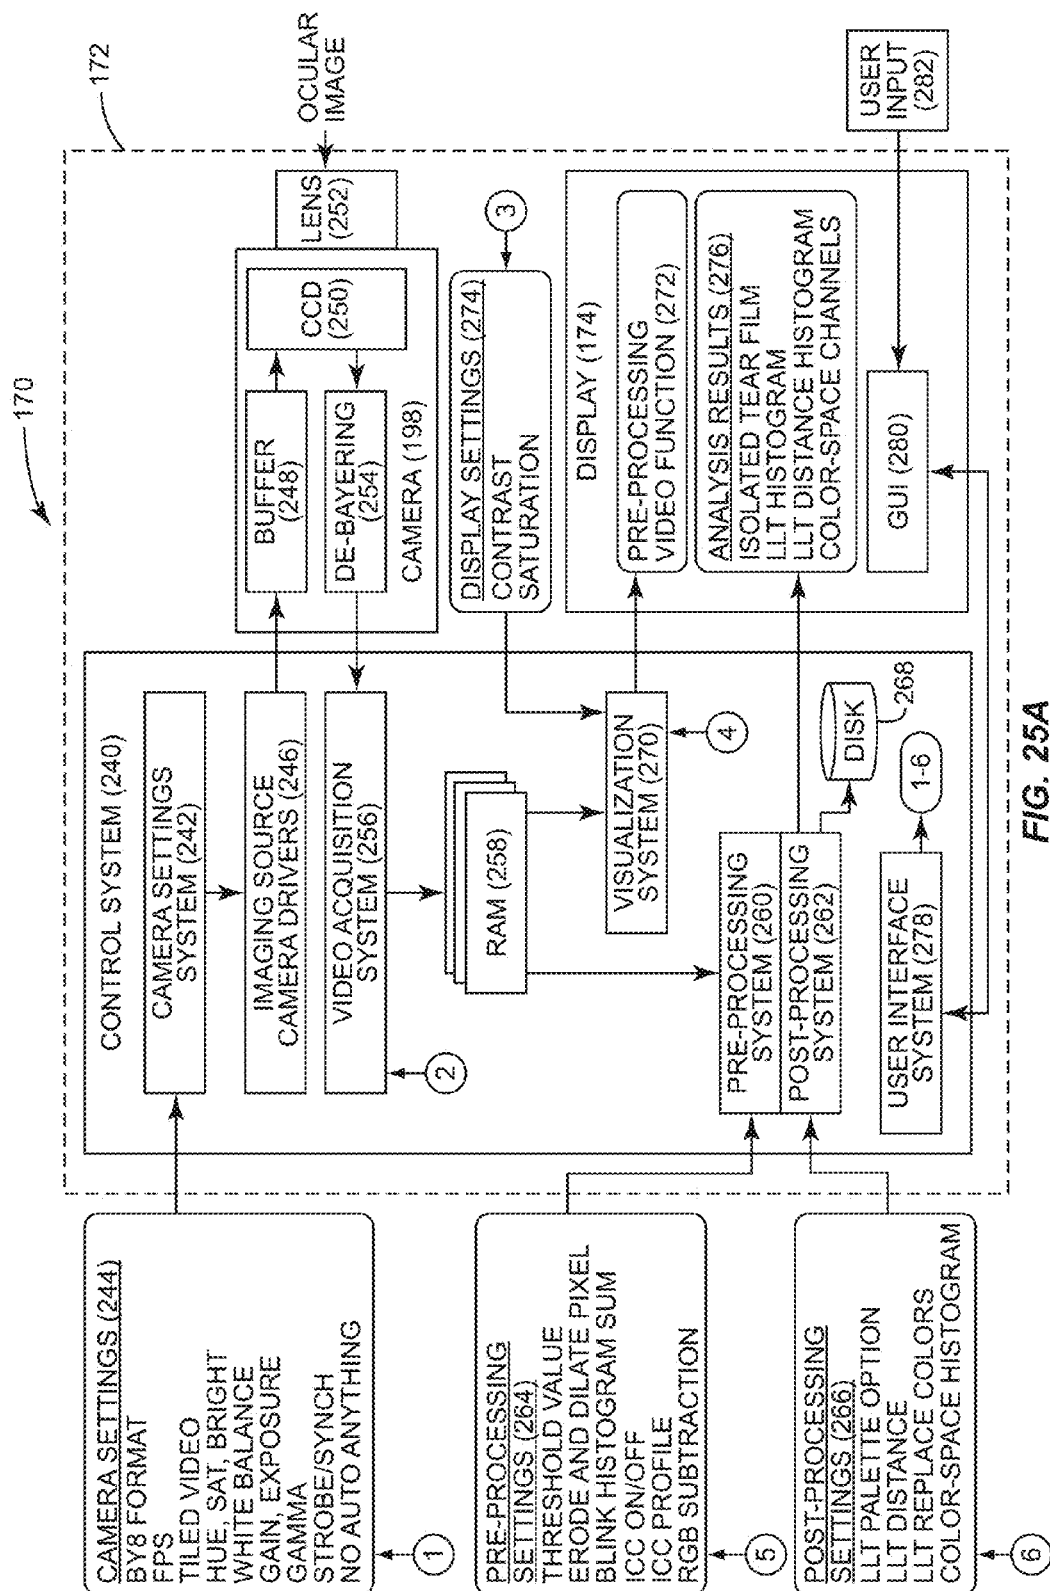 170
172
CAMERA SETTINGS (244)
BY8 FORMAT
FPS
TILED VIDEO
HUE, SAT, BRIGHT
WHITE BALANCE
GAIN, EXPOSURE
GAMMA
STROBE/SYNCH
NO AUTO ANYTHING
1
CONTROL SYSTEM (240)
CAMERA SETTINGS
SYSTEM (242)
IMAGING SOURCE
CAMERA DRIVERS (246)
VIDEO ACQUISITION
SYSTEM (256)
2
BUFFER
(248)
CCD
(250)
DE-BAYERING
(254)
CAMERA (198)
LENS
(252)
OCULAR
IMAGE
RAM (258)
DISPLAY SETTINGS (274)
CONTRAST
SATURATION
3
PRE-PROCESSING
SETTINGS (264)
THRESHOLD VALUE
ERODE AND DILATE PIXEL
BLINK HISTOGRAM SUM
ICC ON/OFF
ICC PROFILE
RGB SUBTRACTION
5
VISUALIZATION
SYSTEM (270)
4
DISPLAY (174)
PRE-PROCESSING
VIDEO FUNCTION (272)
ANALYSIS RESULTS (276)
ISOLATED TEAR FILM
LLT HISTOGRAM
LLT DISTANCE HISTOGRAM
COLOR-SPACE CHANNELS
PRE-PROCESSING
SYSTEM (260)
POST-PROCESSING
SYSTEM (262)
DISK
268
POST-PROCESSING
SETTINGS (266)
LLT PALETTE OPTION
LLT DISTANCE
LLT REPLACE COLORS
COLOR-SPACE HISTOGRAM
6
USER INTERFACE
SYSTEM (278)
1-6
GUI (280)
USER
INPUT
(282)
FIG. 25A